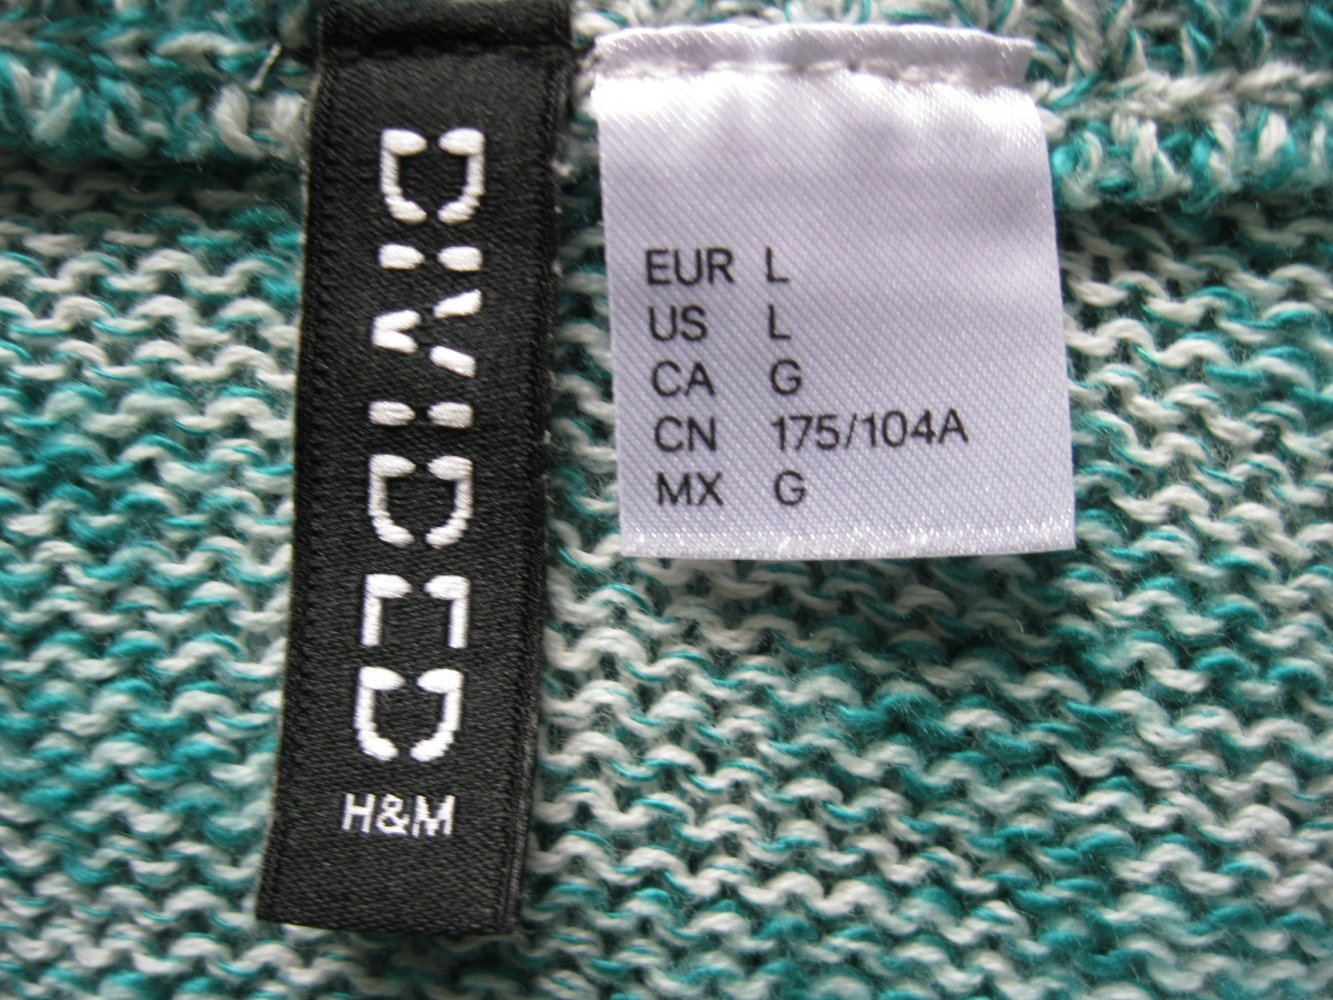 DIVIDED
H&M
EUR L
US L
CA G
CN 175/104A
MX G